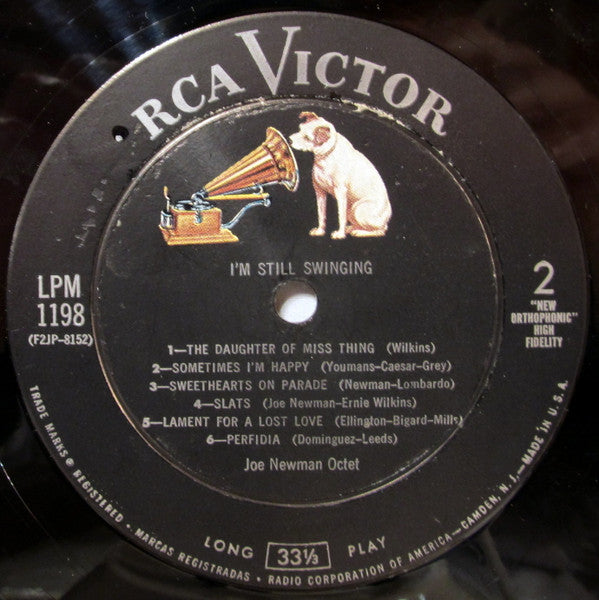 RCA VICTOR
I'M STILL SWINGING
LPM
1198
(F2JP-8152)
2
"NEW
ORTHOPHONIC"
HIGH
FIDELITY
1—THE DAUGHTER OF MISS THING (Wilkins)
2—SOMETIMES I'M HAPPY (Youmans-Caesar-Grey)
3—SWEETHEARTS ON PARADE (Newman-Lombardo)
4—SLATS (Joe Newman-Ernie Wilkins)
5—LAMENT FOR A LOST LOVE (Ellington-Bigard-Mills)
6—PERFIDIA (Dominguez-Leeds)
Joe Newman Octet
LONG 33⅓ PLAY
TRADE MARKS ® REGISTERED • MARCAS REGISTRADAS • RADIO CORPORATION OF AMERICA—CAMDEN, N. J.—MADE IN U.S.A.